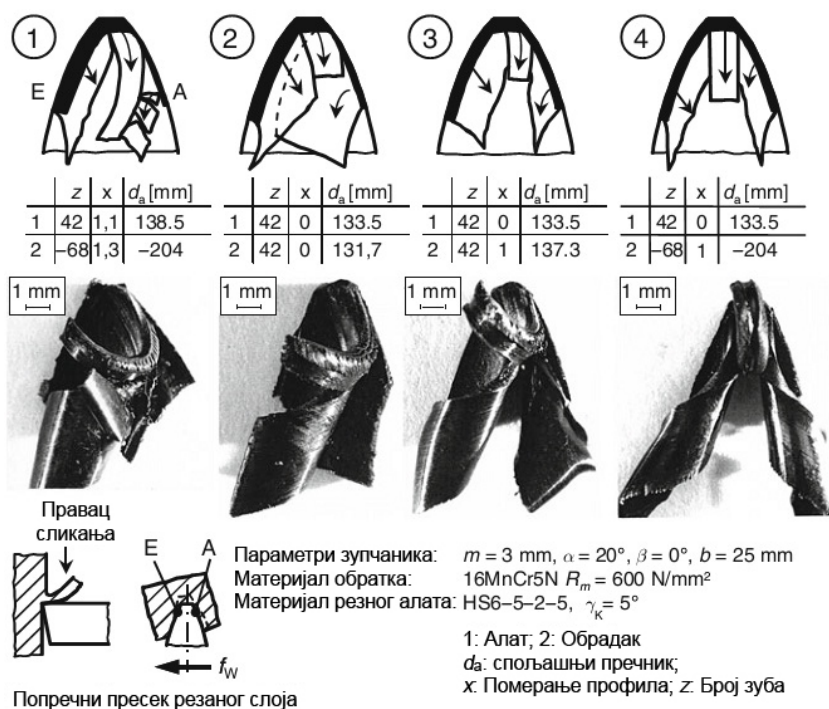 1 2 3 4
E A
z x dₐ [mm]
1 42 1,1 138.5
2 –68 1,3 –204
z x dₐ [mm]
1 42 0 133.5
2 42 0 131,7
z x dₐ [mm]
1 42 0 133.5
2 42 1 137.3
z x dₐ [mm]
1 42 0 133.5
2 –68 1 –204
1 mm 1 mm 1 mm 1 mm
Правац
сликања
E A
f_W
Попречни пресек резаног слоја
Параметри зупчаника: m = 3 mm, α = 20°, β = 0°, b = 25 mm
Материјал обратка: 16MnCr5N R_m = 600 N/mm²
Материјал резног алата: HS6–5–2–5, γ_K = 5°
1: Алат; 2: Обрадак
dₐ: спољашњи пречник;
x: Померање профила; z: Број зуба